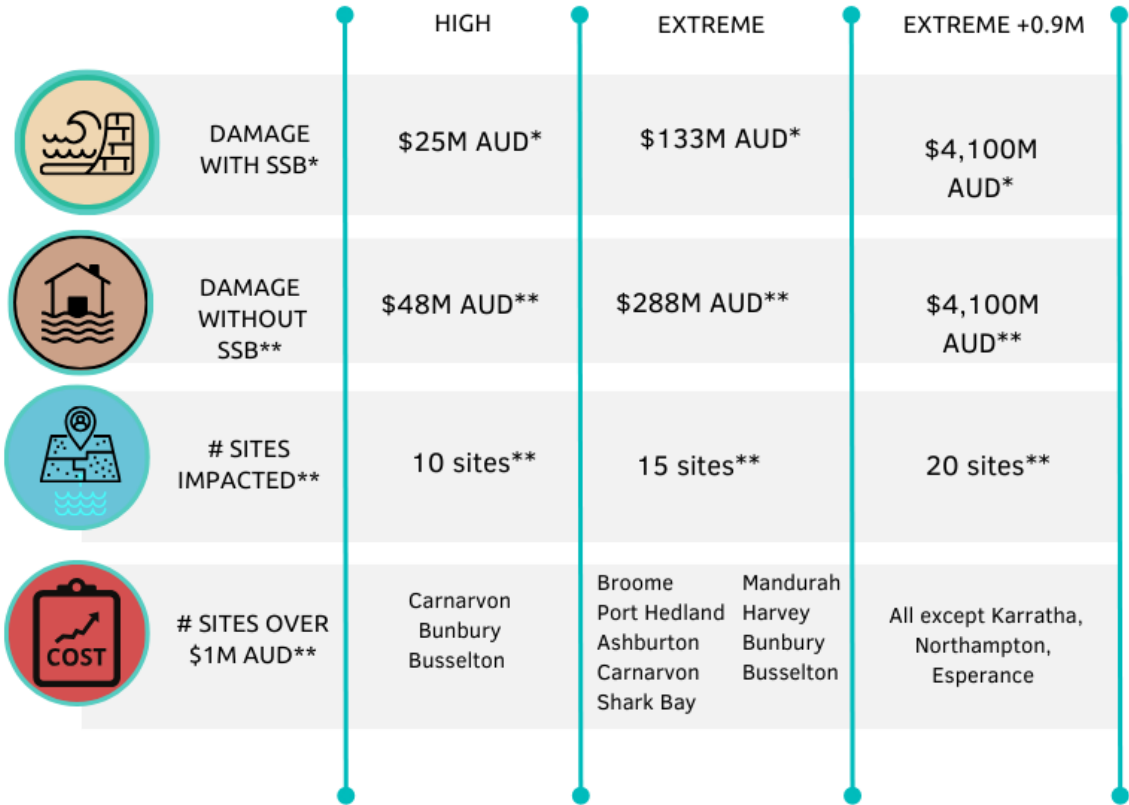 HIGH
EXTREME
EXTREME +0.9M
DAMAGE
WITH SSB*
$25M AUD*
$133M AUD*
$4,100M
AUD*
DAMAGE
WITHOUT
SSB**
$48M AUD**
$288M AUD**
$4,100M
AUD**
# SITES
IMPACTED**
10 sites**
15 sites**
20 sites**
COST
# SITES OVER
$1M AUD**
Carnarvon
Bunbury
Busselton
Broome
Port Hedland
Ashburton
Carnarvon
Shark Bay
Mandurah
Harvey
Bunbury
Busselton
All except Karratha,
Northampton,
Esperance